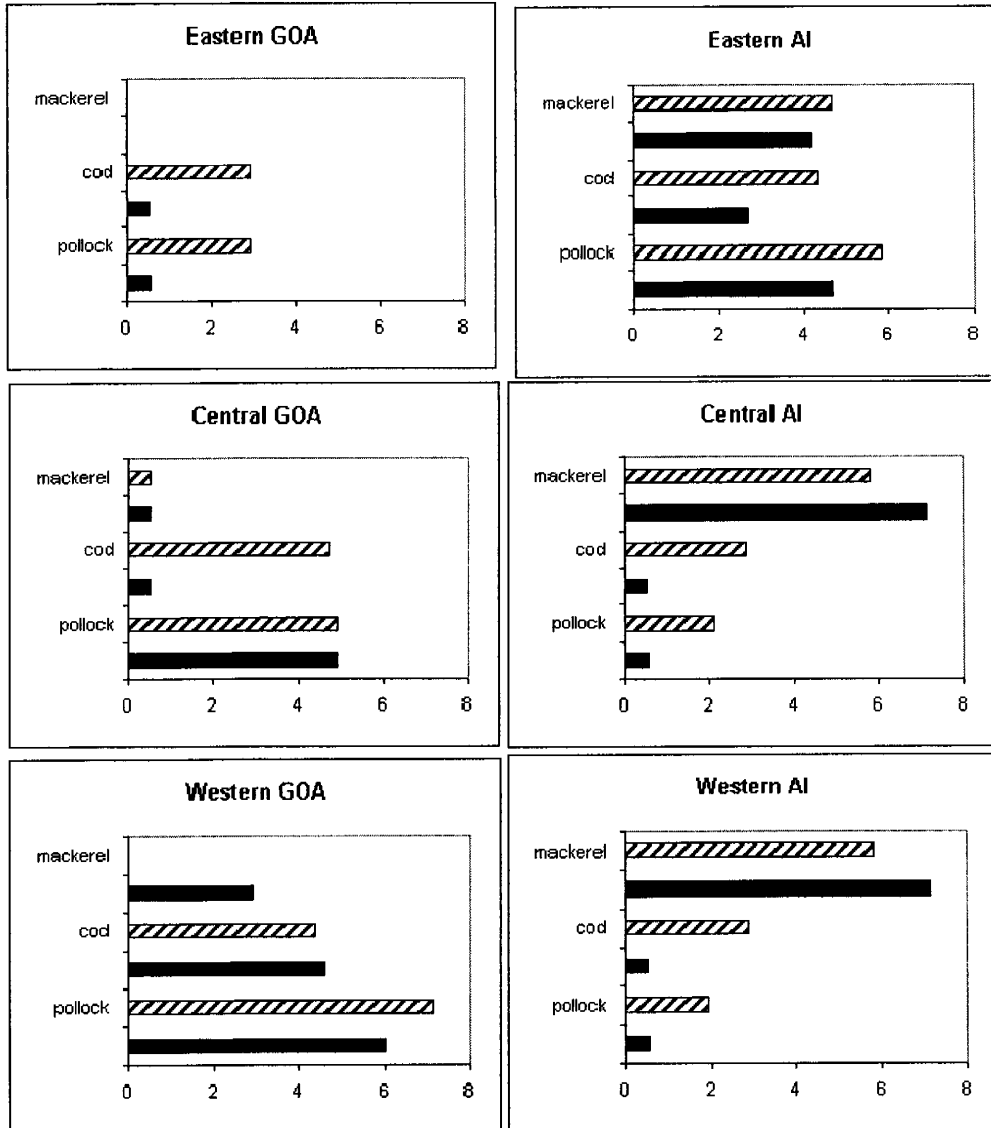 Eastern GOA
mackerel
cod
pollock
0 2 4 6 8
Eastern AI
mackerel
cod
pollock
0 2 4 6 8
Central GOA
mackerel
cod
pollock
0 2 4 6 8
Central AI
mackerel
cod
pollock
0 2 4 6 8
Western GOA
mackerel
cod
pollock
0 2 4 6 8
Western AI
mackerel
cod
pollock
0 2 4 6 8